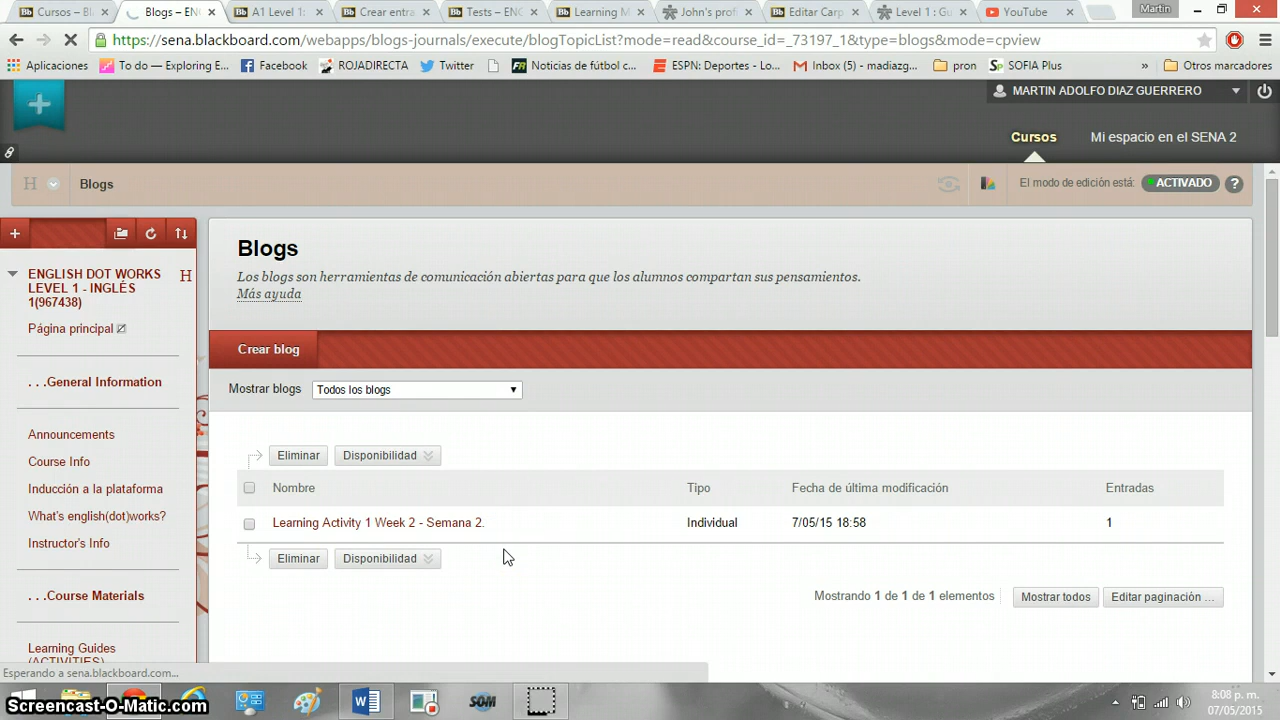 Cursos – Bl
Blogs – ENG
A1 Level 1:
Crear entra
Tests – ENG
Learning M
John's profi
Editar Carp
Level 1 : Gu
YouTube
Martin
https://sena.blackboard.com/webapps/blogs-journals/execute/blogTopicList?mode=read&course_id=_73197_1&type=blogs&mode=cpview
Aplicaciones
To do — Exploring E...
Facebook
ROJADIRECTA
Twitter
Noticias de fútbol c...
ESPN: Deportes - Lo...
Inbox (5) - madiazg...
pron
SOFIA Plus
»
Otros marcadores
MARTIN ADOLFO DIAZ GUERRERO
Cursos
Mi espacio en el SENA 2
Blogs
El modo de edición está:
ACTIVADO
?
ENGLISH DOT WORKS
LEVEL 1 - INGLÉS
1(967438)
Página principal
. . .General Information
Announcements
Course Info
Inducción a la plataforma
What's english(dot)works?
Instructor's Info
. . .Course Materials
Learning Guides
(ACTIVITIES)
Blogs
Los blogs son herramientas de comunicación abiertas para que los alumnos compartan sus pensamientos.
Más ayuda
Crear blog
Mostrar blogs
Todos los blogs
Eliminar
Disponibilidad
Nombre
Tipo
Fecha de última modificación
Entradas
Learning Activity 1 Week 2 - Semana 2.
Individual
7/05/15 18:58
1
Eliminar
Disponibilidad
Mostrando 1 de 1 de 1 elementos
Mostrar todos
Editar paginación ...
Esperando a sena.blackboard.com...
Screencast-O-Matic.com
SOM
8:08 p. m.
07/05/2015